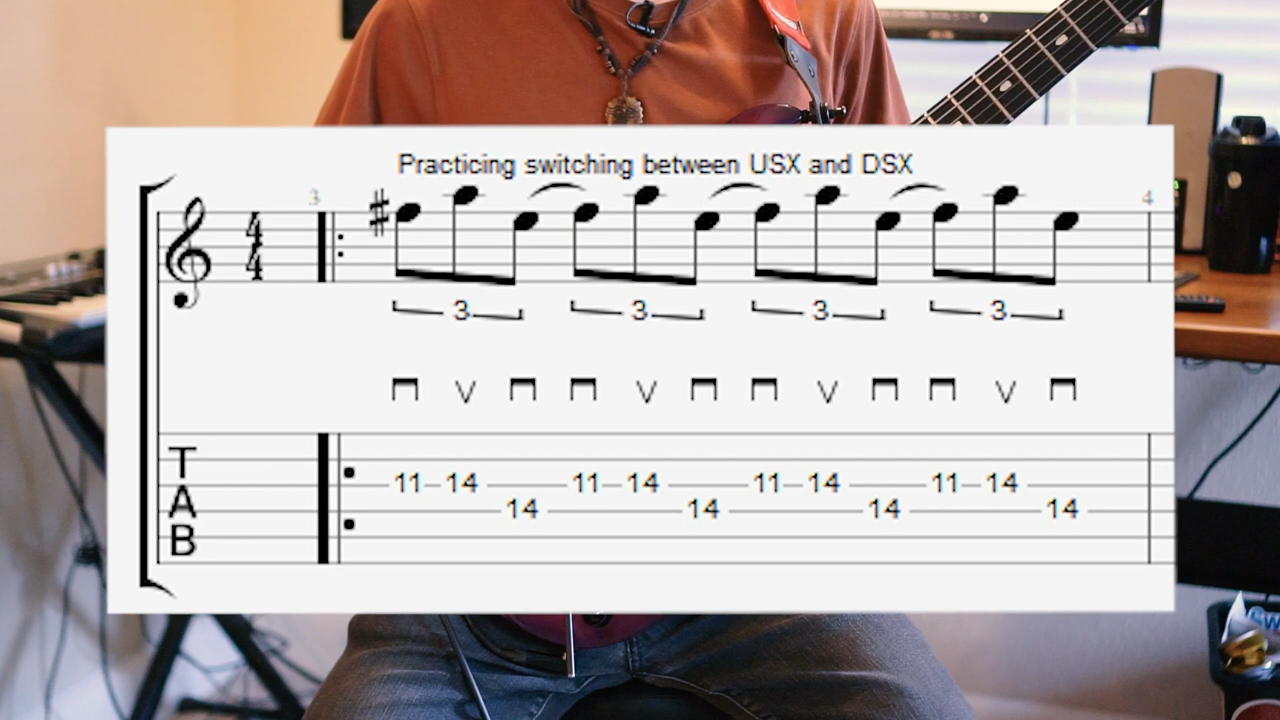 Practicing switching between USX and DSX
3
4
4
4
3 3 3 3
V V V V
T
A
B
11 14 11 14 11 14 11 14
14 14 14 14